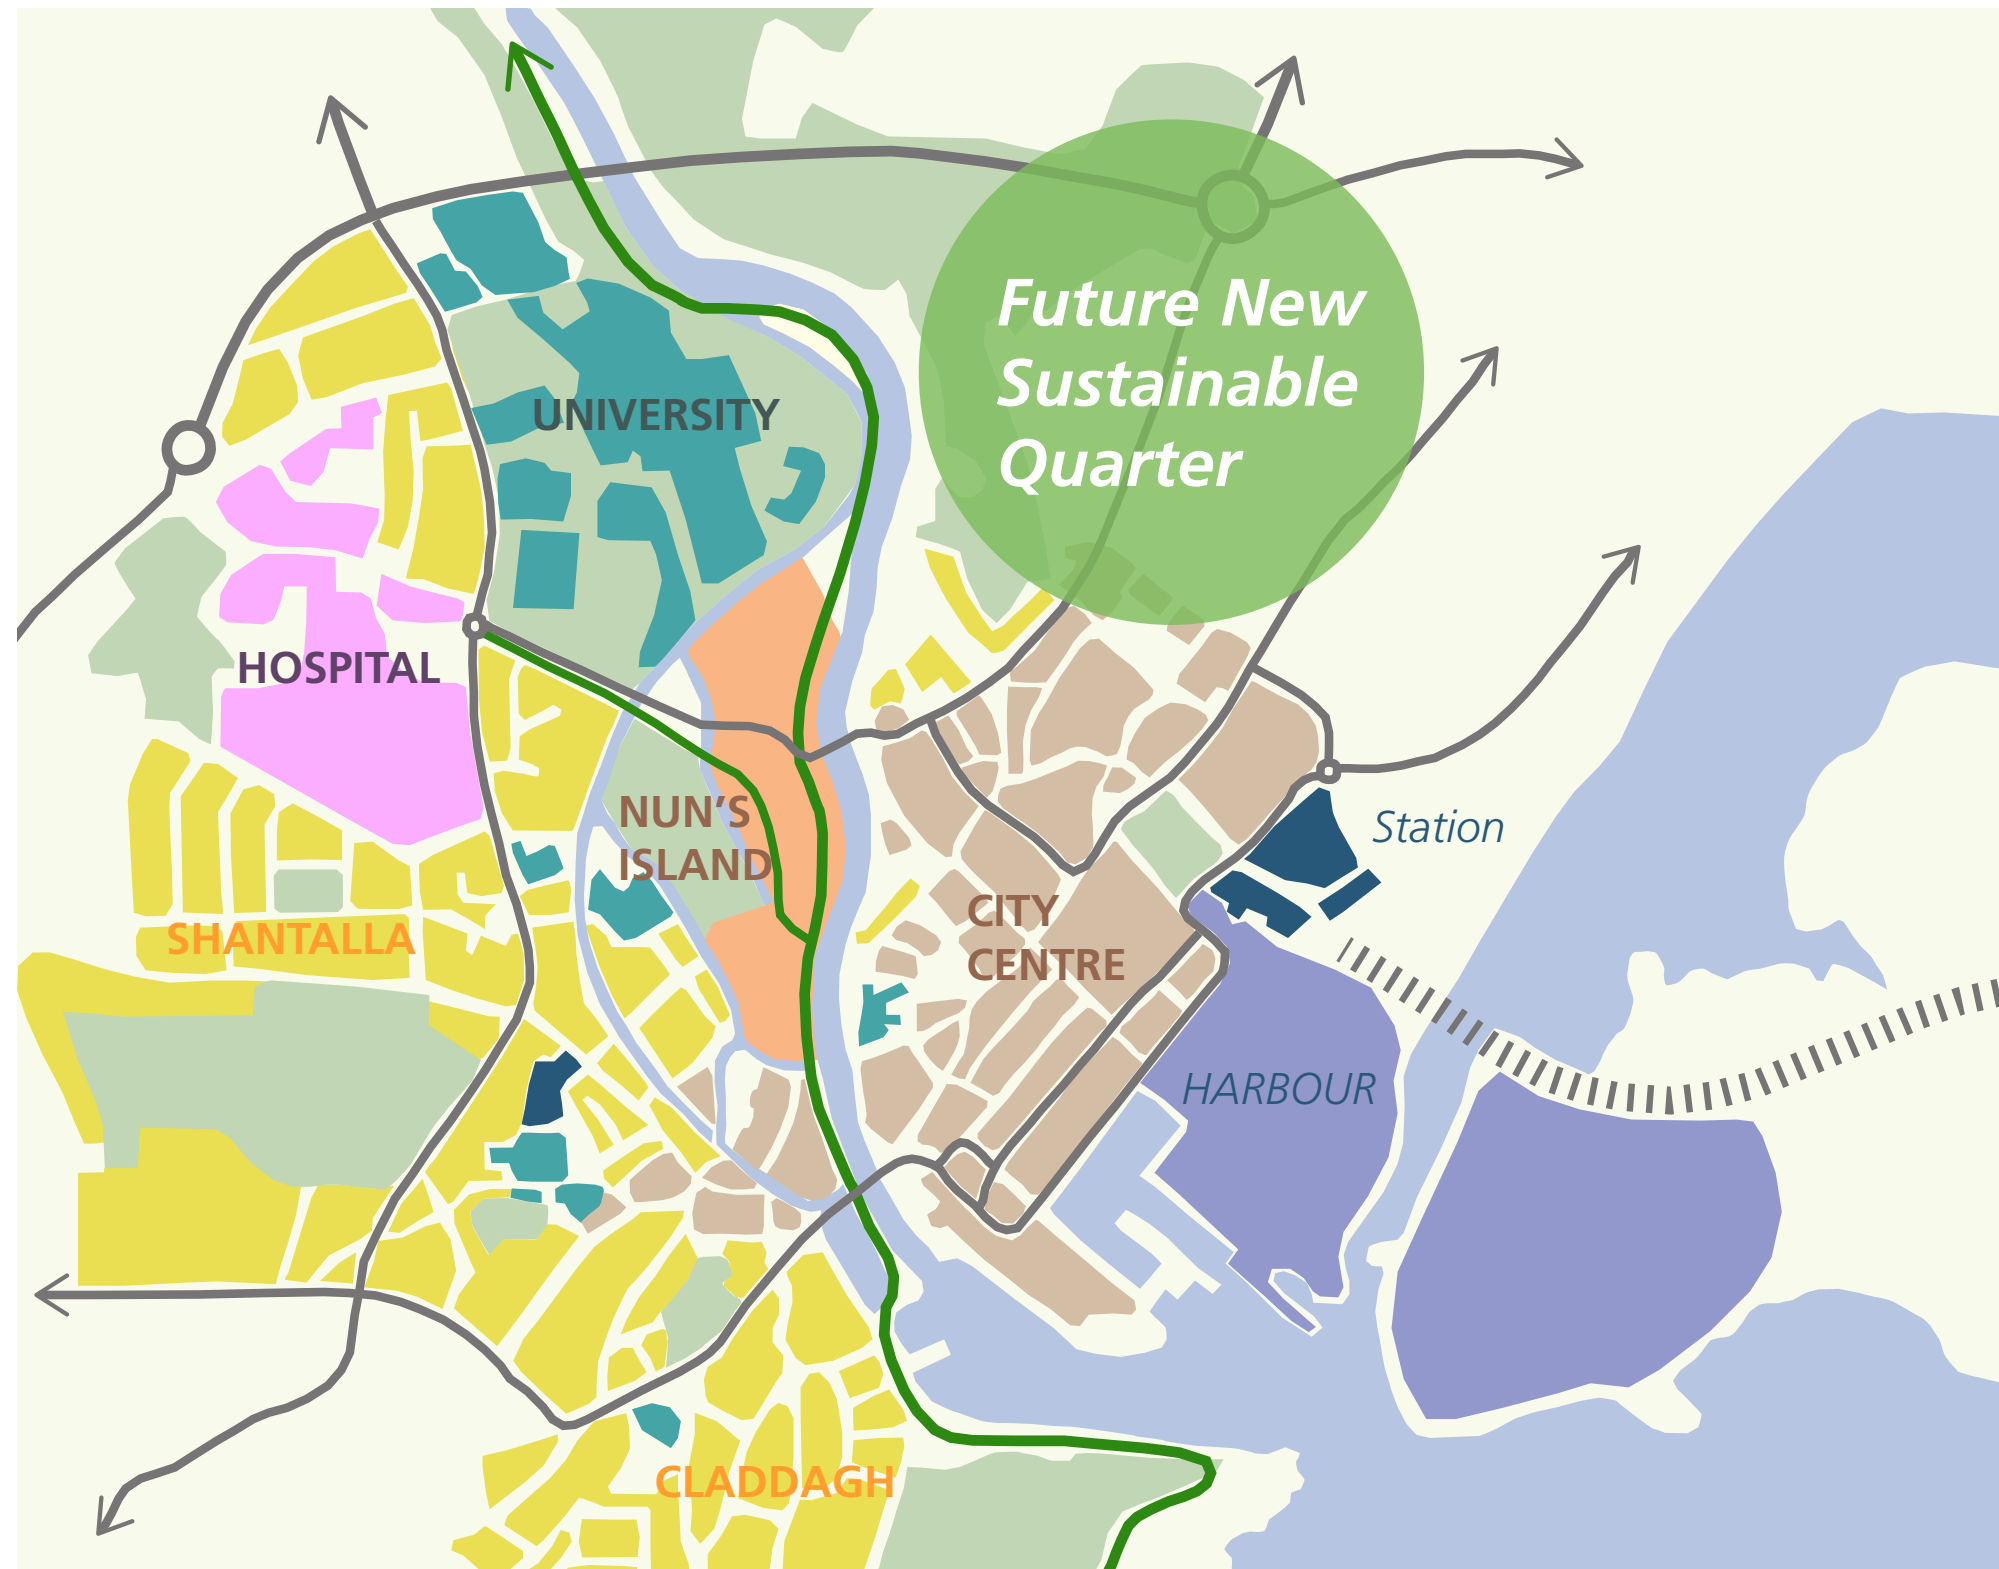 Future New
Sustainable
Quarter
UNIVERSITY
HOSPITAL
NUN’S
ISLAND
Station
CITY
CENTRE
SHANTALLA
HARBOUR
CLADDAGH